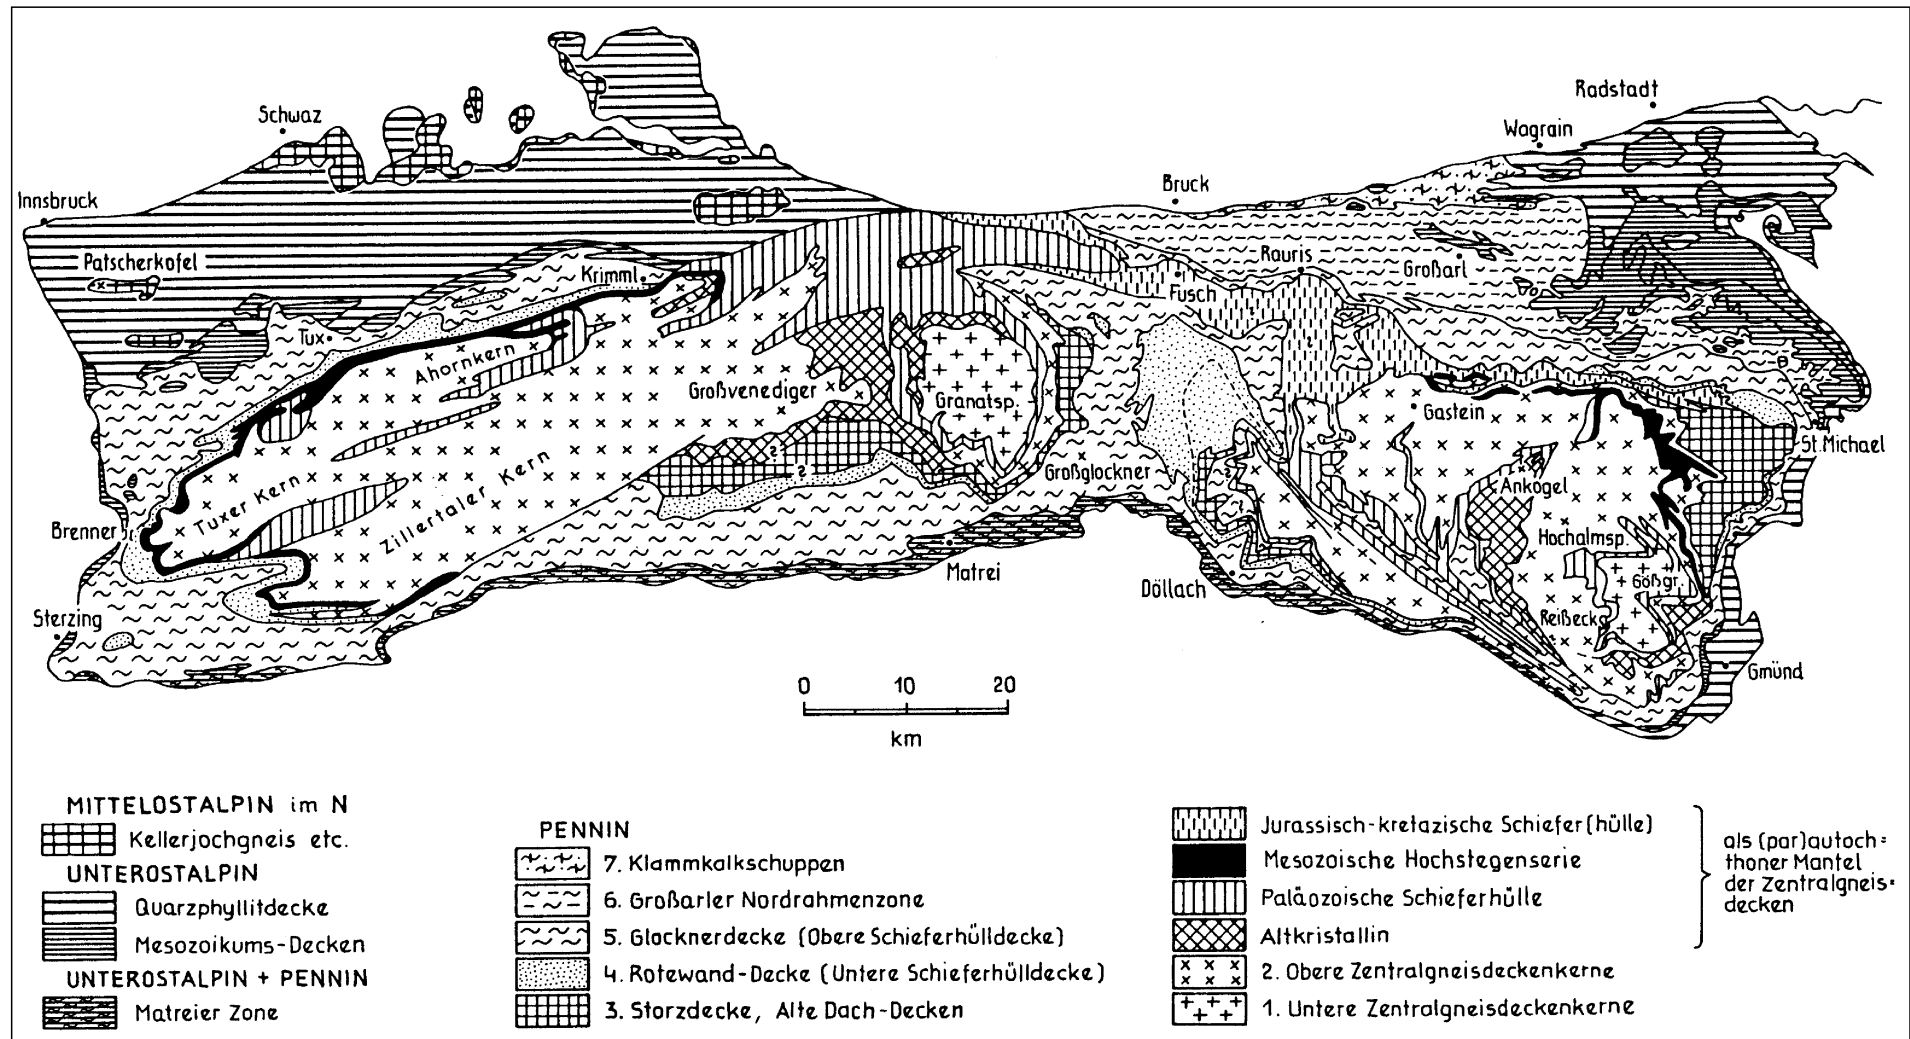 Radstadt
Schwaz
Wagrain
Bruck
Innsbruck
Patscherkofel
Krimml
Rauris
Großarl
Fusch
Tux
Ahornkern
Großvenediger
Granatsp.
Gastein
St.Michael
Großglockner
Ankogel
Tuxer Kern
Zillertaler Kern
Brenner
Hochalmsp.
Matrei
Döllach
Gößgr.
Sterzing
Reißeck
Gmünd
0 10 20
km
MITTELOSTALPIN im N
Kellerjochgneis etc.
UNTEROSTALPIN
Quarzphyllitdecke
Mesozoikums-Decken
UNTEROSTALPIN + PENNIN
Matreier Zone
PENNIN
7. Klammkalkschuppen
6. Großarler Nordrahmenzone
5. Glocknerdecke (Obere Schieferhülldecke)
4. Rotewand-Decke (Untere Schieferhülldecke)
3. Storzdecke, Alte Dach-Decken
Jurassisch-kretazische Schiefer(hülle)
Mesozoische Hochstegenserie
Paläozoische Schieferhülle
Altkristallin
2. Obere Zentralgneisdeckenkerne
1. Untere Zentralgneisdeckenkerne
als (par)autoch=
thoner Mantel
der Zentralgneis=
decken